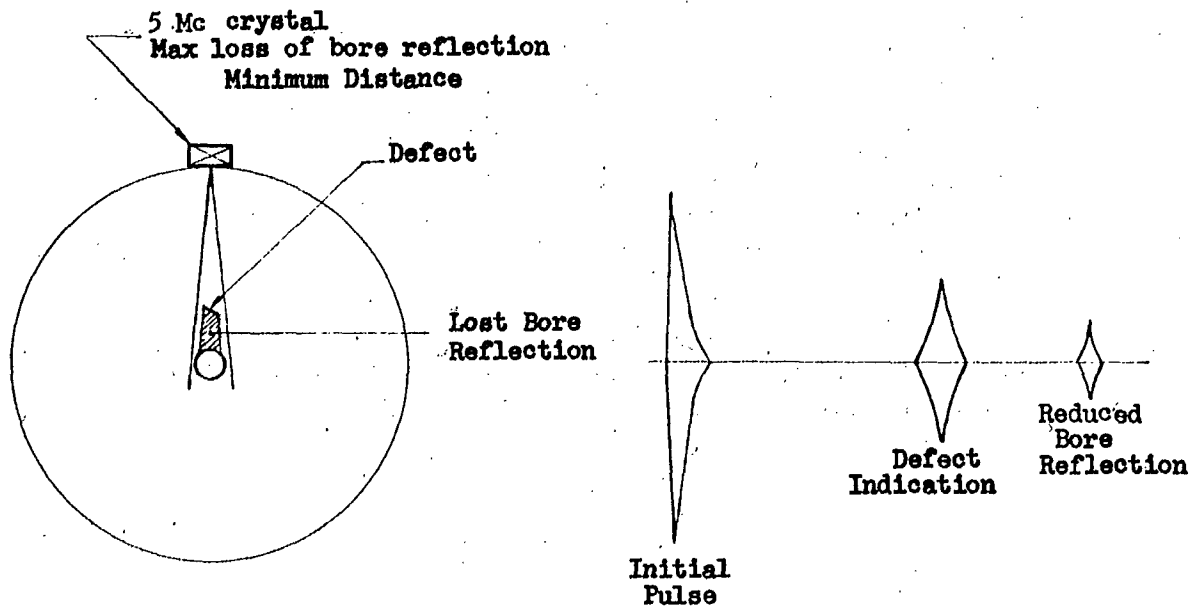 5 Mc crystal
Max loss of bore reflection
Minimum Distance
Defect
Lost Bore
Reflection
Initial
Pulse
Defect
Indication
Reduced
Bore
Reflection